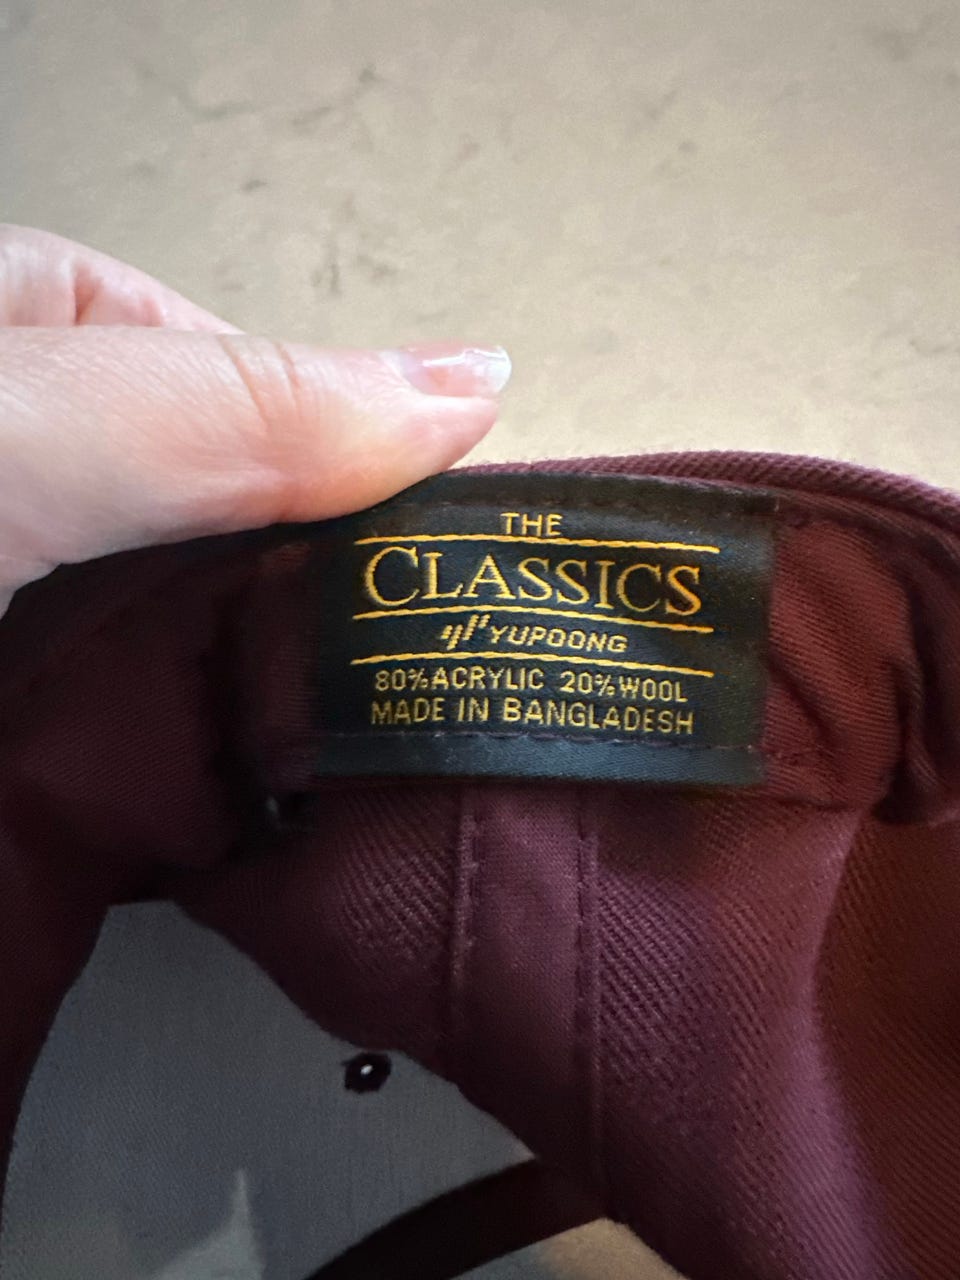 THE
CLASSICS
YUPOONG
80%ACRYLIC 20%WOOL
MADE IN BANGLADESH